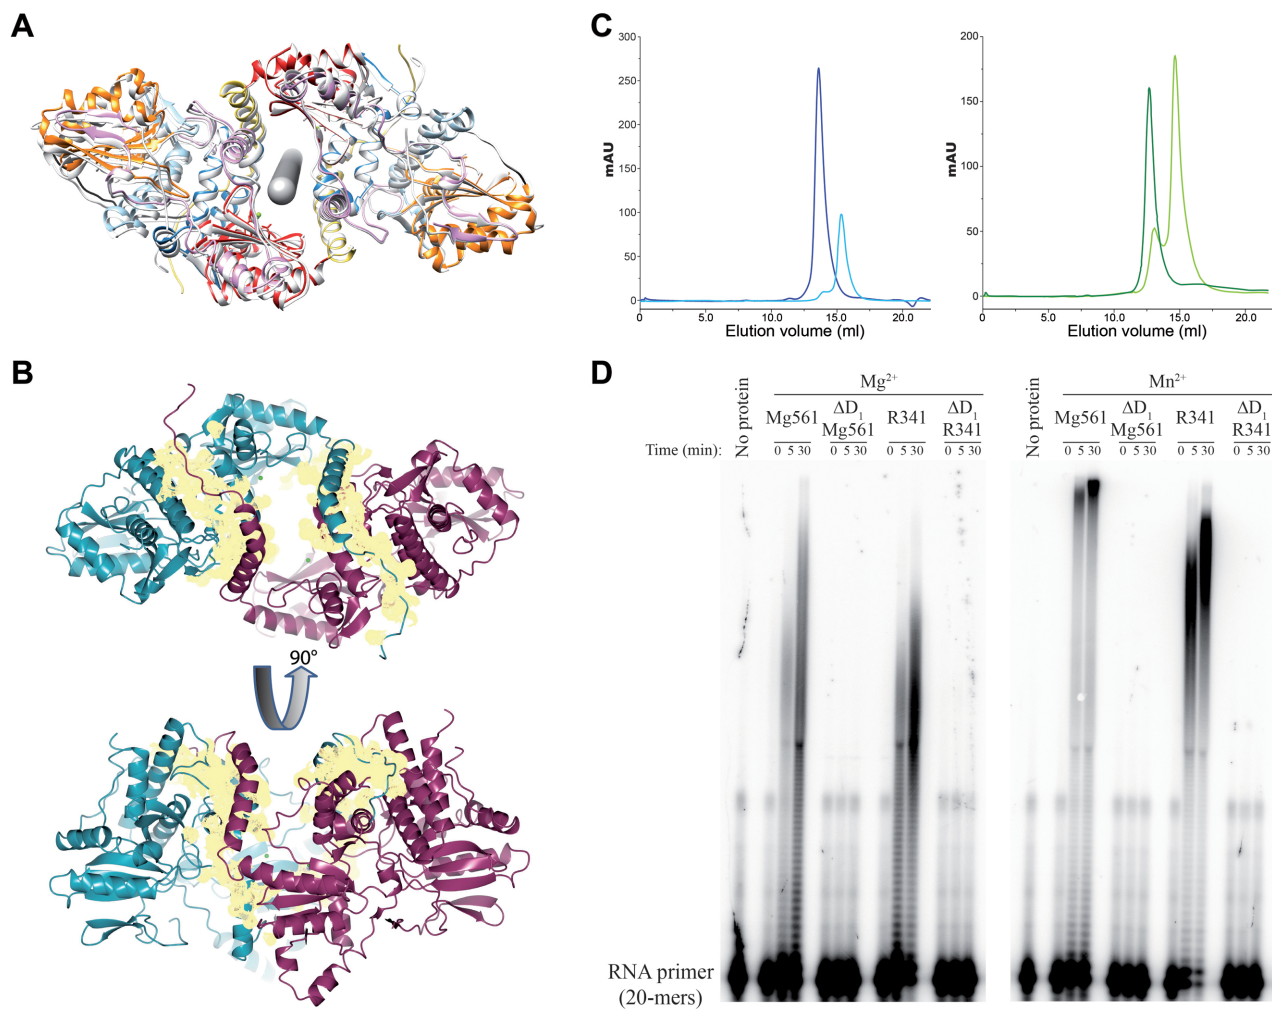 A
B
90°
C
300
250
200
150
100
50
0
mAU
0
5.0
10.0
15.0
20.0
Elution volume (ml)
200
150
100
50
0
mAU
0
5.0
10.0
15.0
20.0
Elution volume (ml)
D
No protein
Mg²⁺
Mg561
ΔD₁
Mg561
R341
ΔD₁
R341
Time (min):
0 5 30
0 5 30
0 5 30
0 5 30
No protein
Mn²⁺
Mg561
ΔD₁
Mg561
R341
ΔD₁
R341
0 5 30
0 5 30
0 5 30
0 5 30
RNA primer
(20-mers)